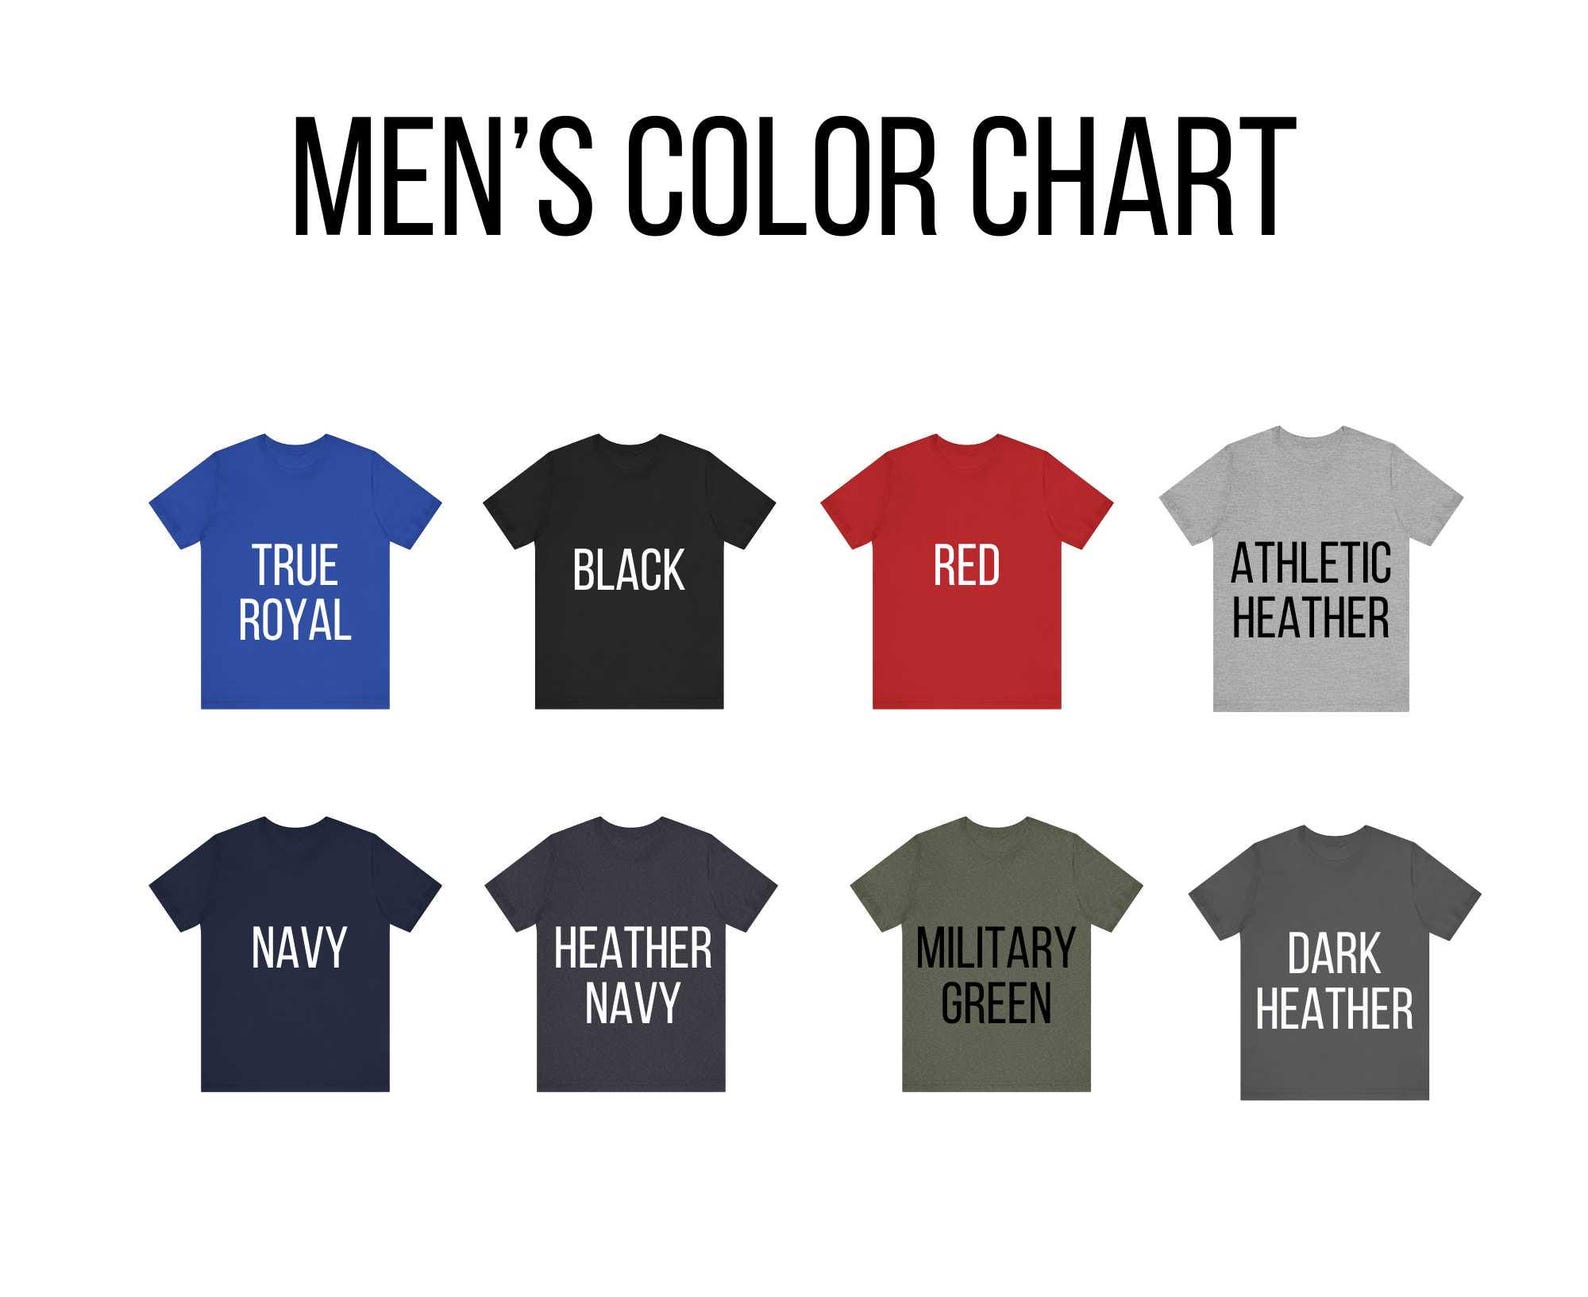 MEN'S COLOR CHART
TRUE
ROYAL
BLACK
RED
ATHLETIC
HEATHER
NAVY
HEATHER
NAVY
MILITARY
GREEN
DARK
HEATHER